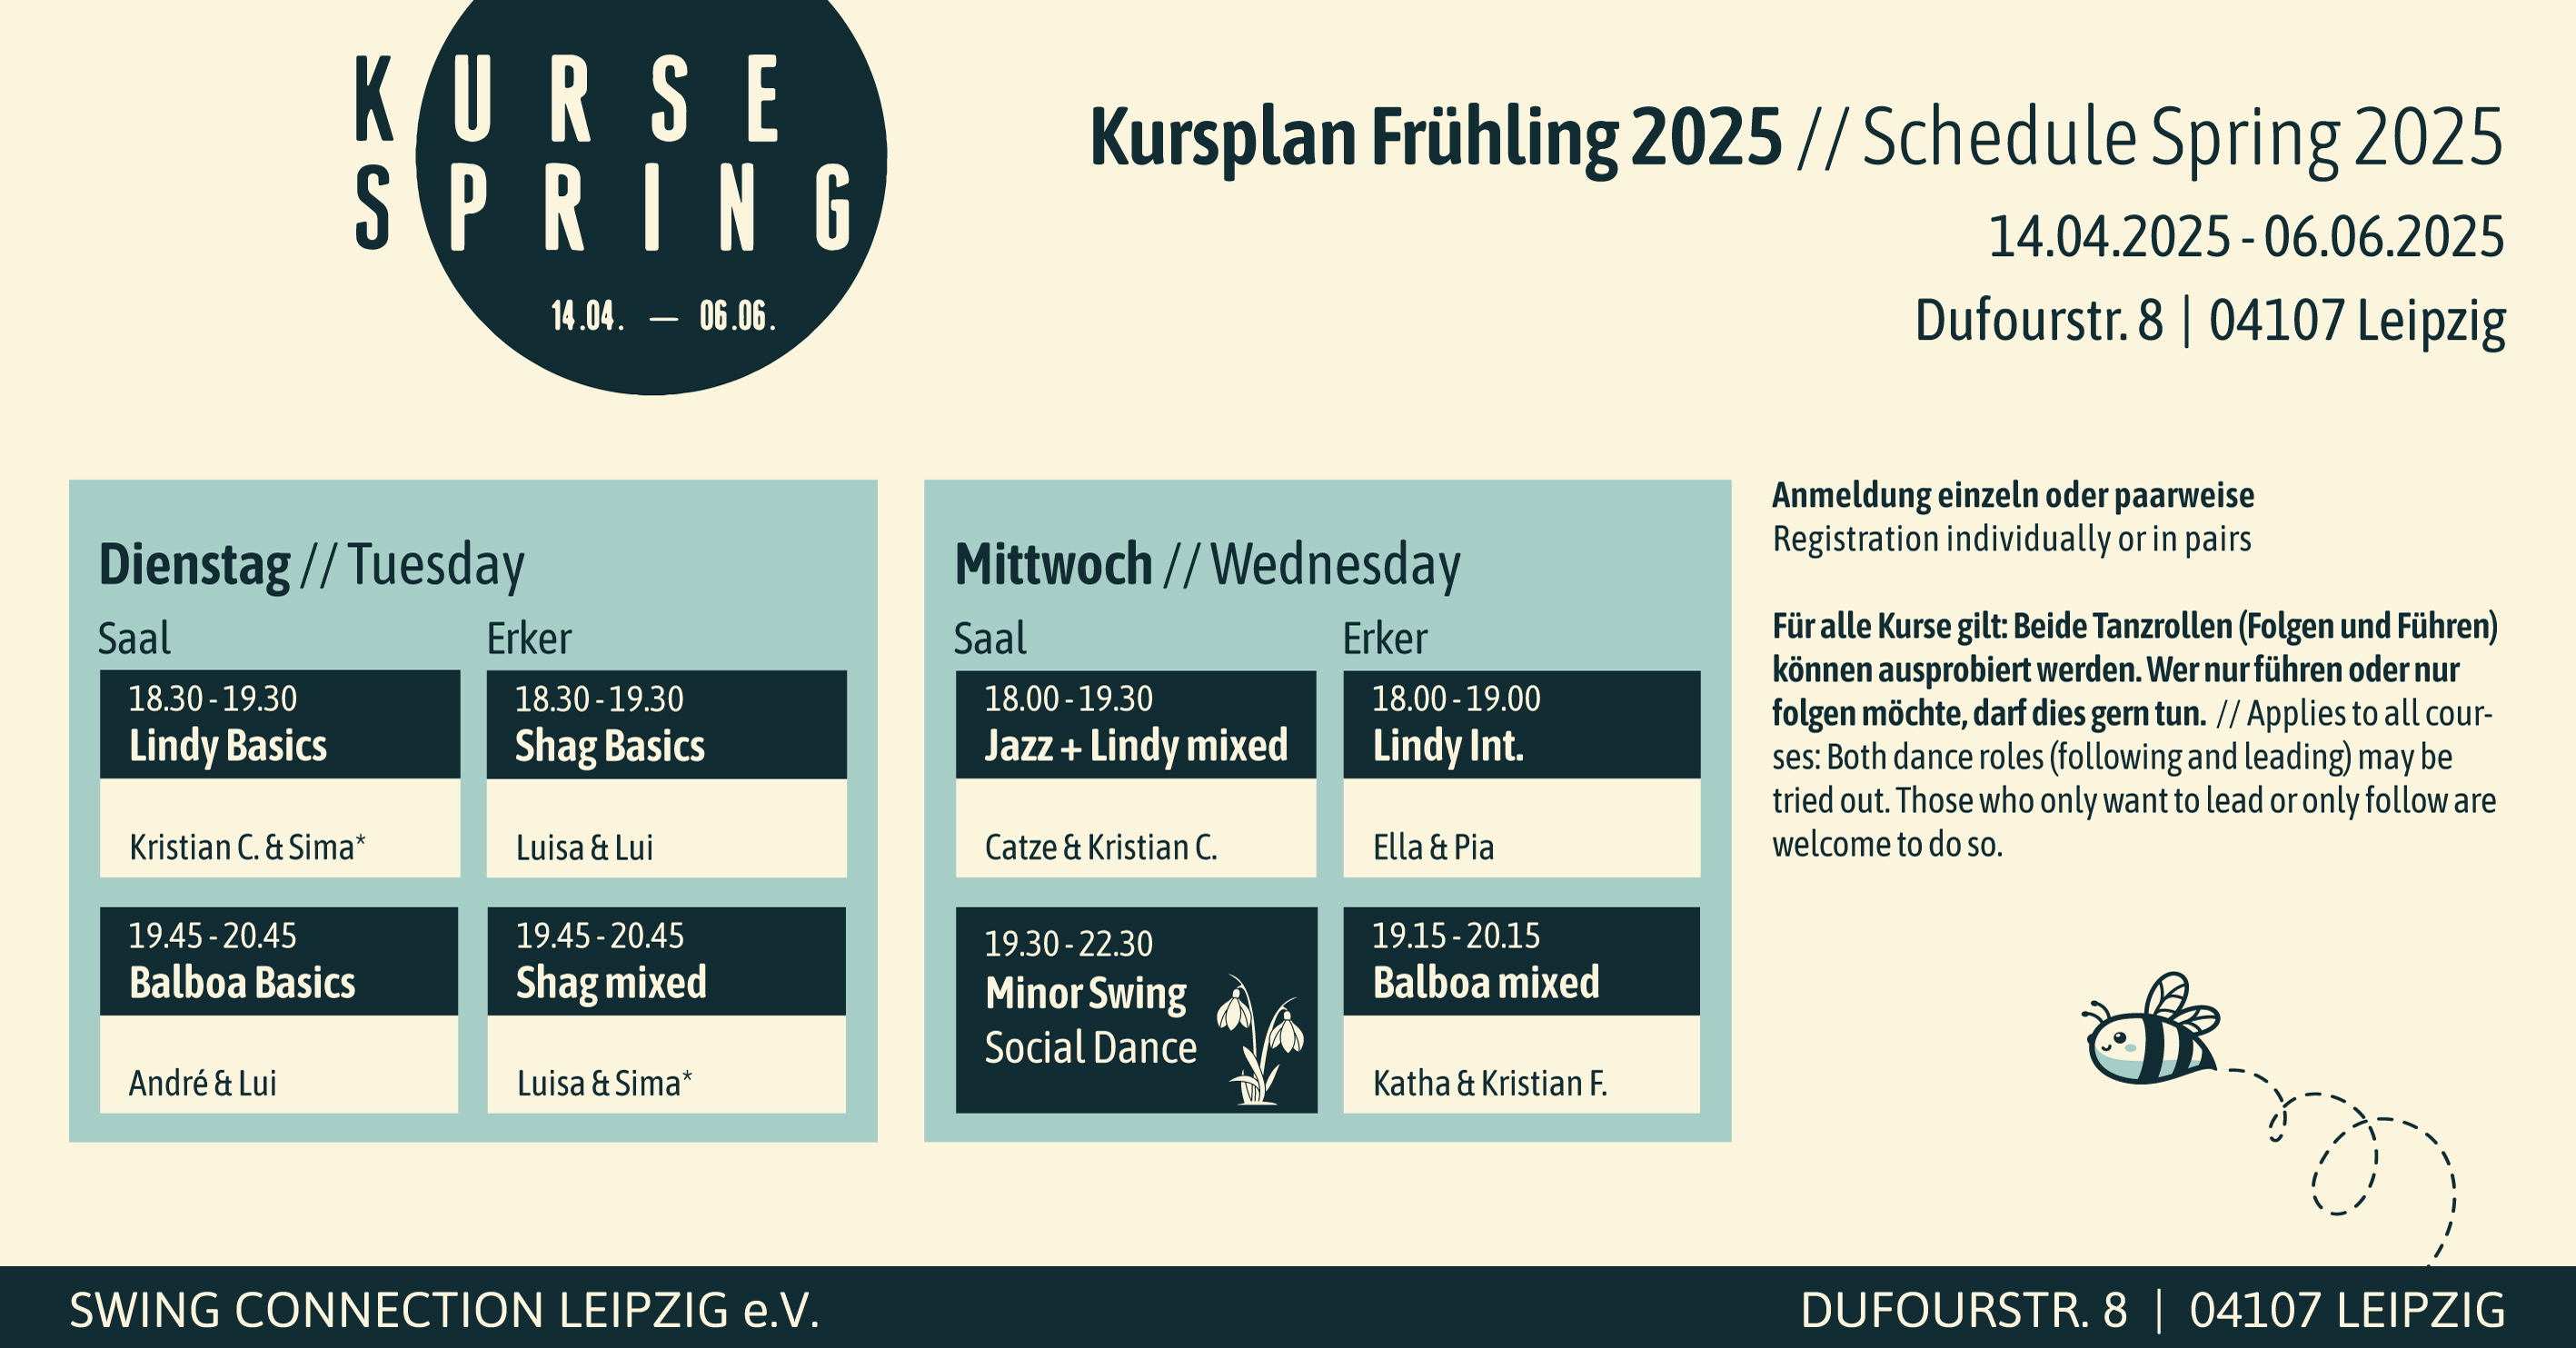 KURSE
SPRING
14.04. — 06.06.
Kursplan Frühling 2025 // Schedule Spring 2025
14.04.2025 - 06.06.2025
Dufourstr. 8 | 04107 Leipzig
Dienstag // Tuesday
Saal
18.30 - 19.30
Lindy Basics
Kristian C. & Sima*
19.45 - 20.45
Balboa Basics
André & Lui
Erker
18.30 - 19.30
Shag Basics
Luisa & Lui
19.45 - 20.45
Shag mixed
Luisa & Sima*
Mittwoch // Wednesday
Saal
18.00 - 19.30
Jazz + Lindy mixed
Catze & Kristian C.
19.30 - 22.30
Minor Swing
Social Dance
Erker
18.00 - 19.00
Lindy Int.
Ella & Pia
19.15 - 20.15
Balboa mixed
Katha & Kristian F.
Anmeldung einzeln oder paarweise
Registration individually or in pairs
Für alle Kurse gilt: Beide Tanzrollen (Folgen und Führen)
können ausprobiert werden. Wer nur führen oder nur
folgen möchte, darf dies gern tun. // Applies to all cour-
ses: Both dance roles (following and leading) may be
tried out. Those who only want to lead or only follow are
welcome to do so.
SWING CONNECTION LEIPZIG e.V.
DUFOURSTR. 8 | 04107 LEIPZIG